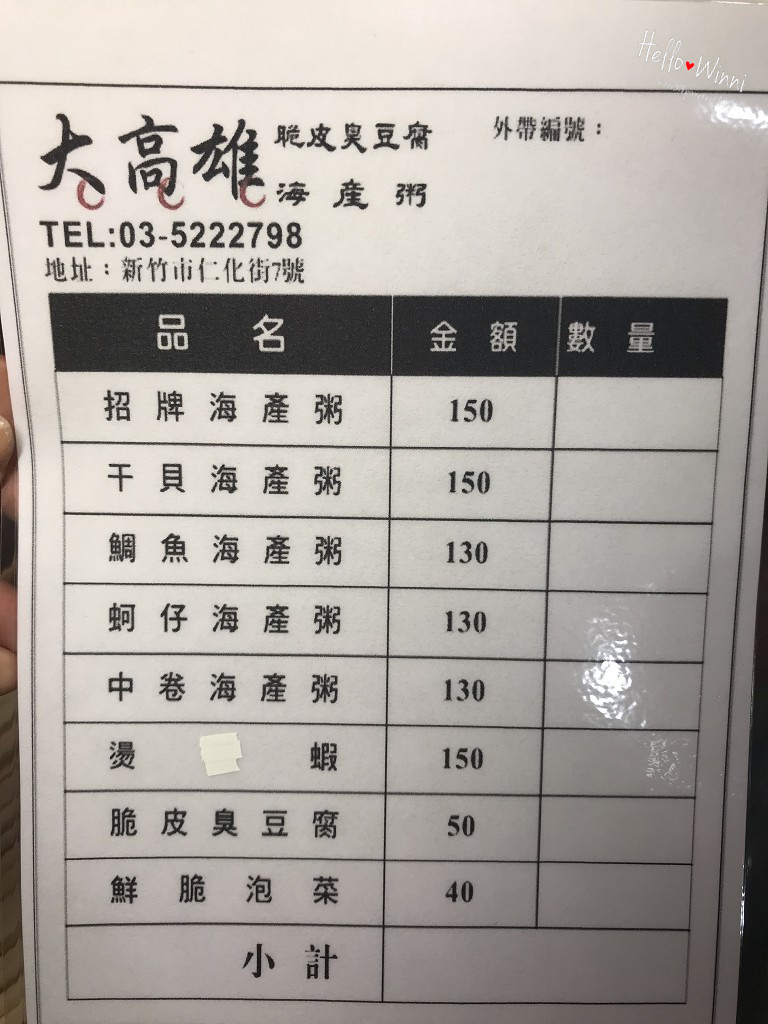 Hello Winni
大高雄 脆皮臭豆腐 海產粥
外帶編號：
TEL:03-5222798
地址：新竹市仁化街7號
品名 金額 數量
招牌海產粥 150
干貝海產粥 150
鯛魚海產粥 130
蚵仔海產粥 130
中卷海產粥 130
燙蝦 150
脆皮臭豆腐 50
鮮脆泡菜 40
小計